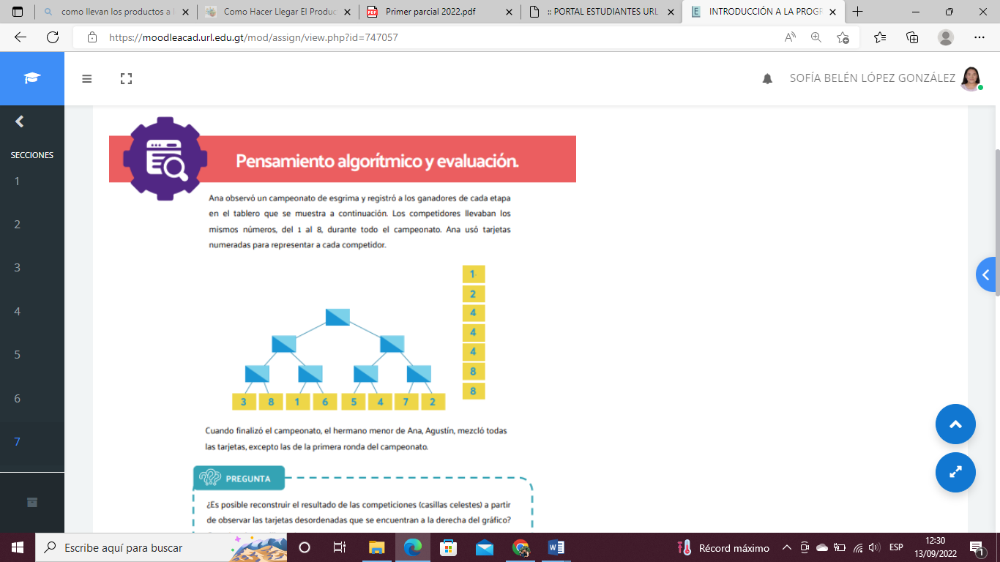 como llevan los productos a
Como Hacer Llegar El Produc
Primer parcial 2022.pdf
:: PORTAL ESTUDIANTES URL
INTRODUCCIÓN A LA PROGR
https://moodleacad.url.edu.gt/mod/assign/view.php?id=747057
SOFÍA BELÉN LÓPEZ GONZÁLEZ
SECCIONES
1
2
3
4
5
6
7
Pensamiento algorítmico y evaluación.
Ana observó un campeonato de esgrima y registró a los ganadores de cada etapa
en el tablero que se muestra a continuación. Los competidores llevaban los
mismos números, del 1 al 8, durante todo el campeonato. Ana usó tarjetas
numeradas para representar a cada competidor.
1
2
4
4
4
8
8
3 8 1 6 5 4 7 2
Cuando finalizó el campeonato, el hermano menor de Ana, Agustín, mezcló todas
las tarjetas, excepto las de la primera ronda del campeonato.
PREGUNTA
¿Es posible reconstruir el resultado de las competiciones (casillas celestes) a partir
de observar las tarjetas desordenadas que se encuentran a la derecha del gráfico?
Escribe aquí para buscar
Récord máximo
ESP
12:30
13/09/2022
1